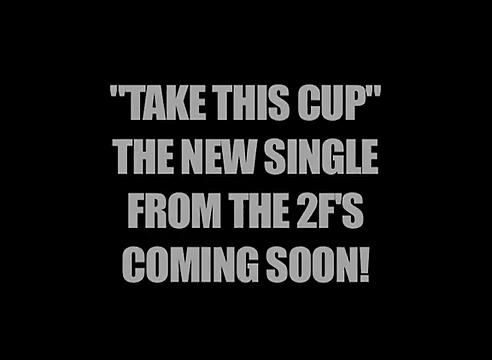 "TAKE THIS CUP"
THE NEW SINGLE
FROM THE 2F'S
COMING SOON!